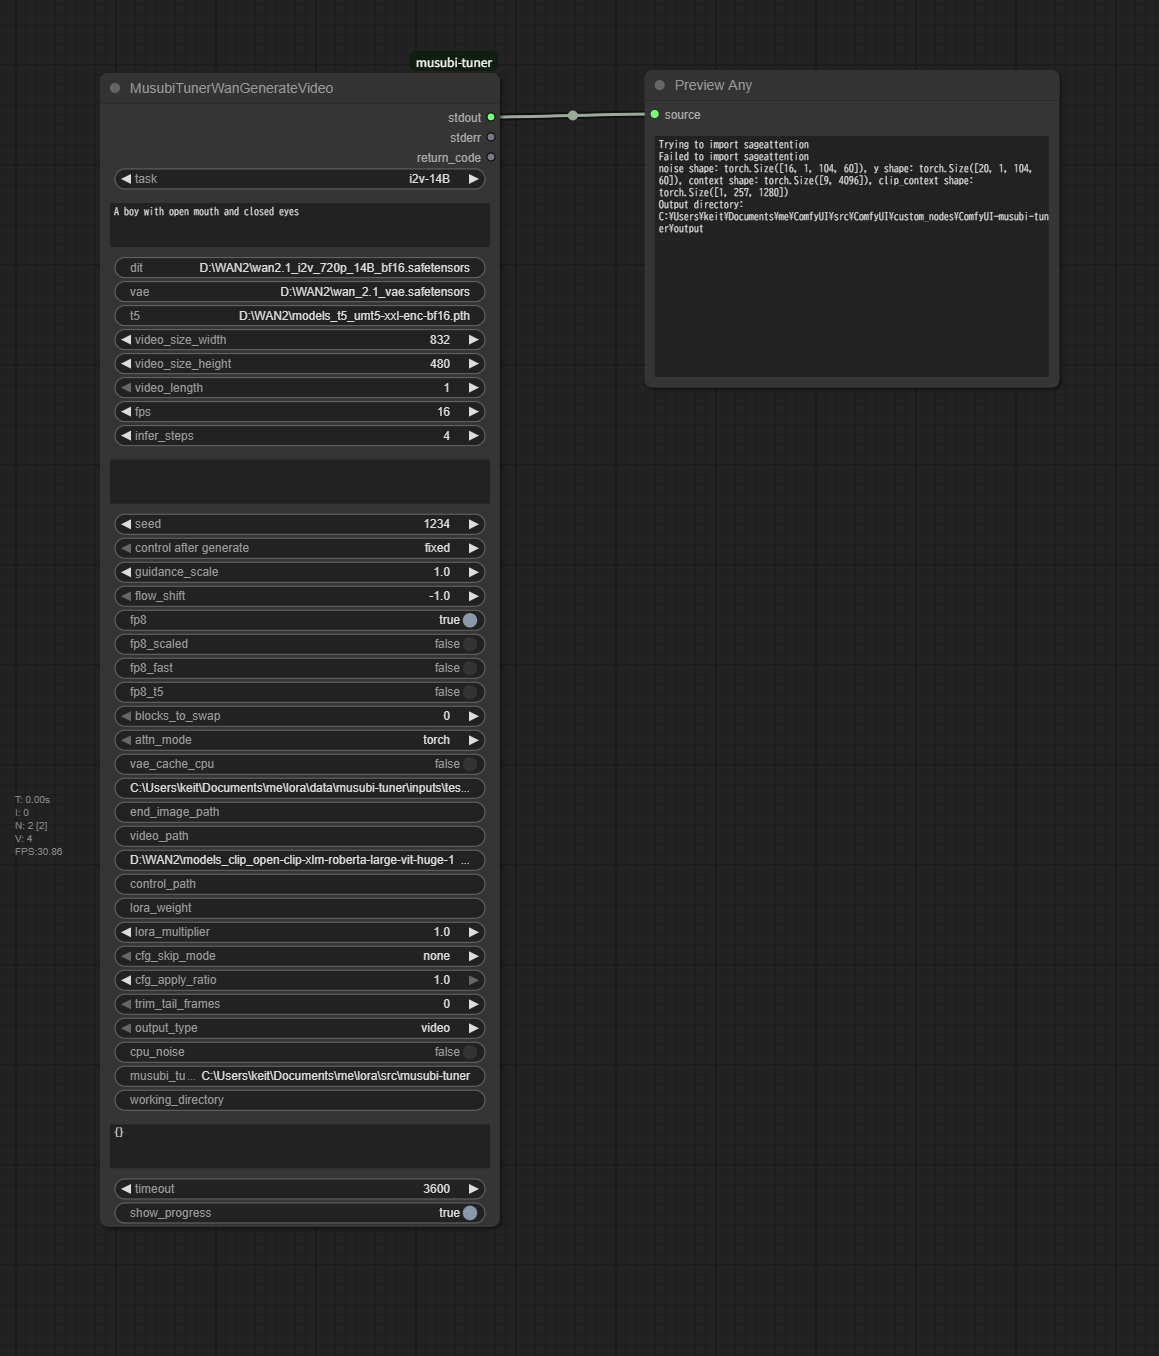 musubi-tuner
MusubiTunerWanGenerateVideo
stdout
stderr
return_code
task i2v-14B
A boy with open mouth and closed eyes
dit D:\WAN2\wan2.1_i2v_720p_14B_bf16.safetensors
vae D:\WAN2\wan_2.1_vae.safetensors
t5 D:\WAN2\models_t5_umt5-xxl-enc-bf16.pth
video_size_width 832
video_size_height 480
video_length 1
fps 16
infer_steps 4
seed 1234
control after generate fixed
guidance_scale 1.0
flow_shift -1.0
fp8 true
fp8_scaled false
fp8_fast false
fp8_t5 false
blocks_to_swap 0
attn_mode torch
vae_cache_cpu false
C:\Users\keit\Documents\me\lora\data\musubi-tuner\inputs\tes...
end_image_path
video_path
D:\WAN2\models_clip_open-clip-xlm-roberta-large-vit-huge-1 ...
control_path
lora_weight
lora_multiplier 1.0
cfg_skip_mode none
cfg_apply_ratio 1.0
trim_tail_frames 0
output_type video
cpu_noise false
musubi_tu... C:\Users\keit\Documents\me\lora\src\musubi-tuner
working_directory
{}
timeout 3600
show_progress true
Preview Any
source
Trying to import sageattention
Failed to import sageattention
noise shape: torch.Size([16, 1, 104, 60]), y shape: torch.Size([20, 1, 104,
60]), context shape: torch.Size([9, 4096]), clip_context shape:
torch.Size([1, 257, 1280])
Output directory:
C:¥Users¥keit¥Documents¥me¥ComfyUI¥src¥ComfyUI¥custom_nodes¥ComfyUI-musubi-tun
er¥output
T: 0.00s
I: 0
N: 2 [2]
V: 4
FPS:30.86